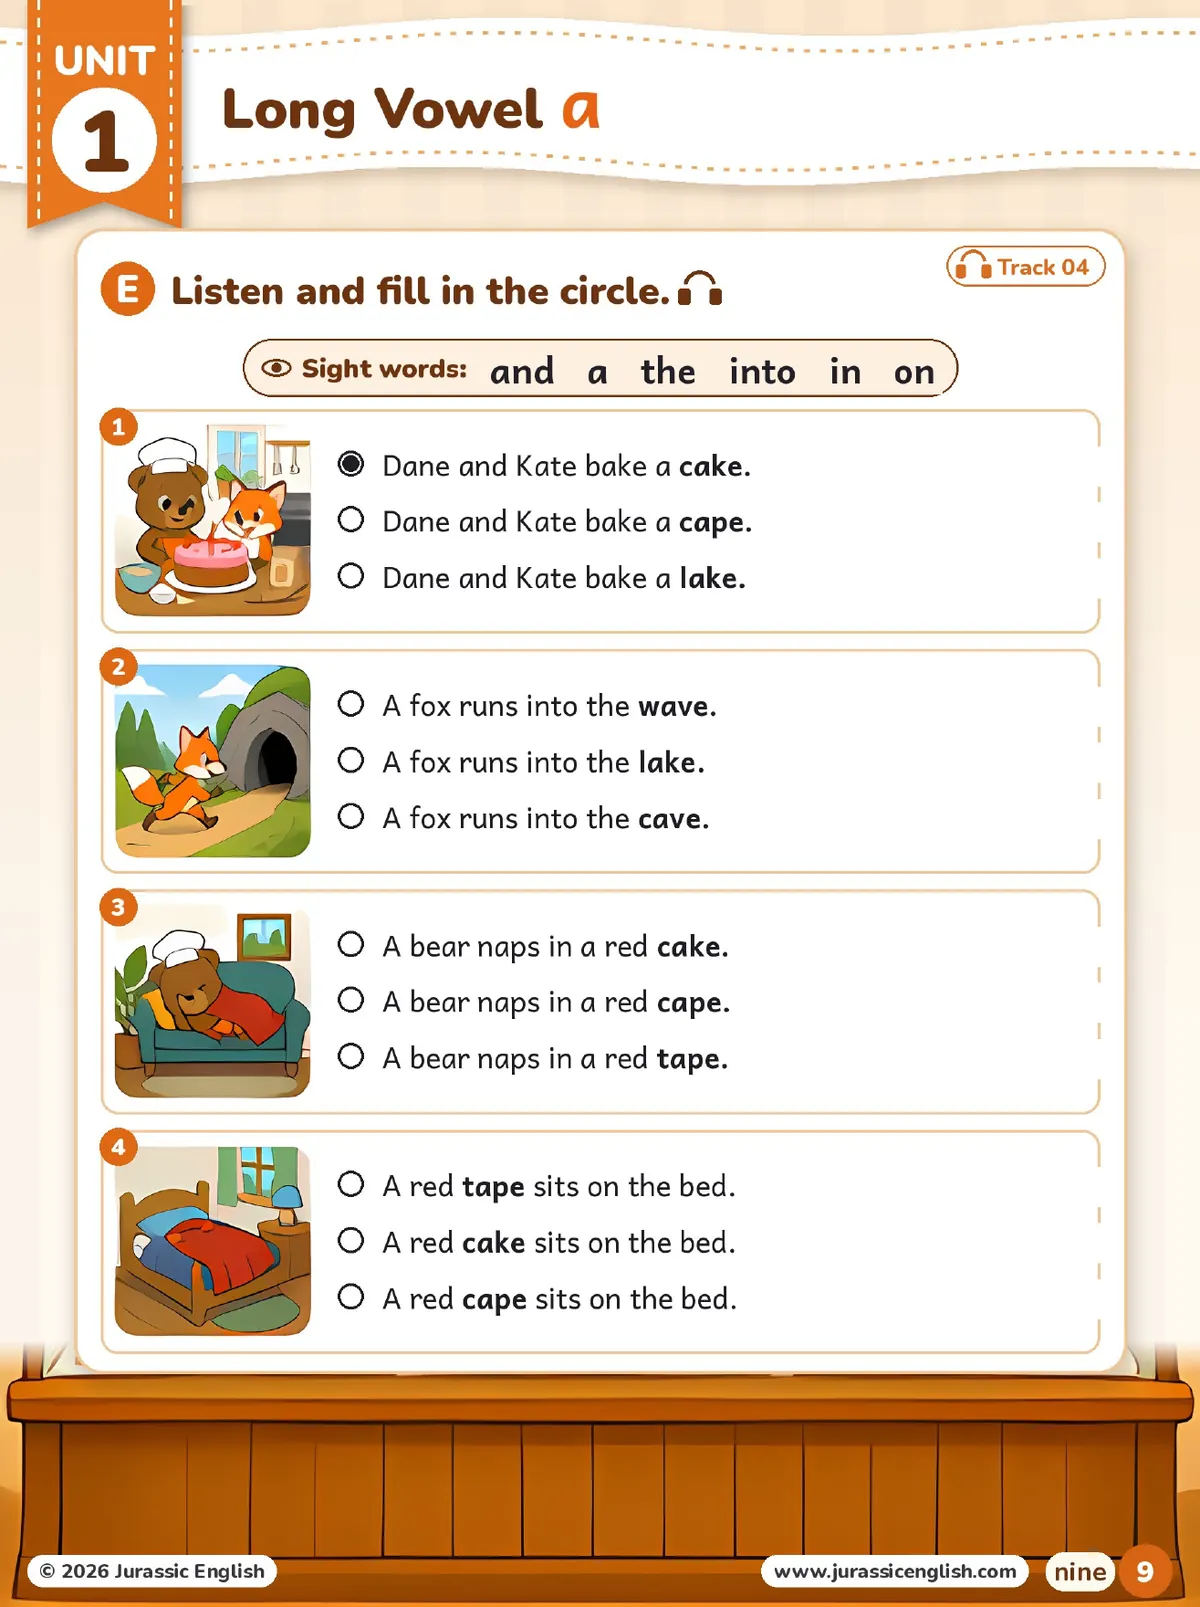 UNIT
1
Long Vowel a
E Listen and fill in the circle.
Track 04
Sight words: and a the into in on
1
Dane and Kate bake a cake.
Dane and Kate bake a cape.
Dane and Kate bake a lake.
2
A fox runs into the wave.
A fox runs into the lake.
A fox runs into the cave.
3
A bear naps in a red cake.
A bear naps in a red cape.
A bear naps in a red tape.
4
A red tape sits on the bed.
A red cake sits on the bed.
A red cape sits on the bed.
© 2026 Jurassic English
www.jurassicenglish.com
nine 9